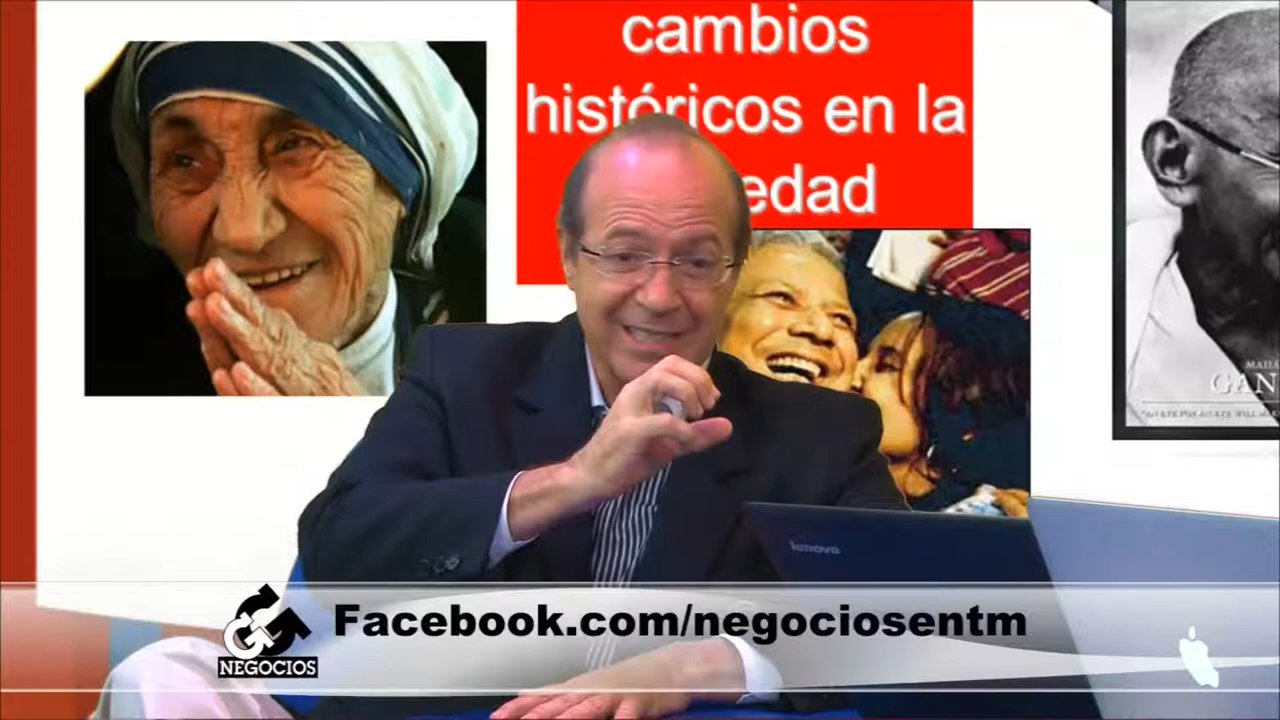 cambios
históricos en la
edad
GAN
lenovo
Facebook.com/negociosentm
NEGOCIOS